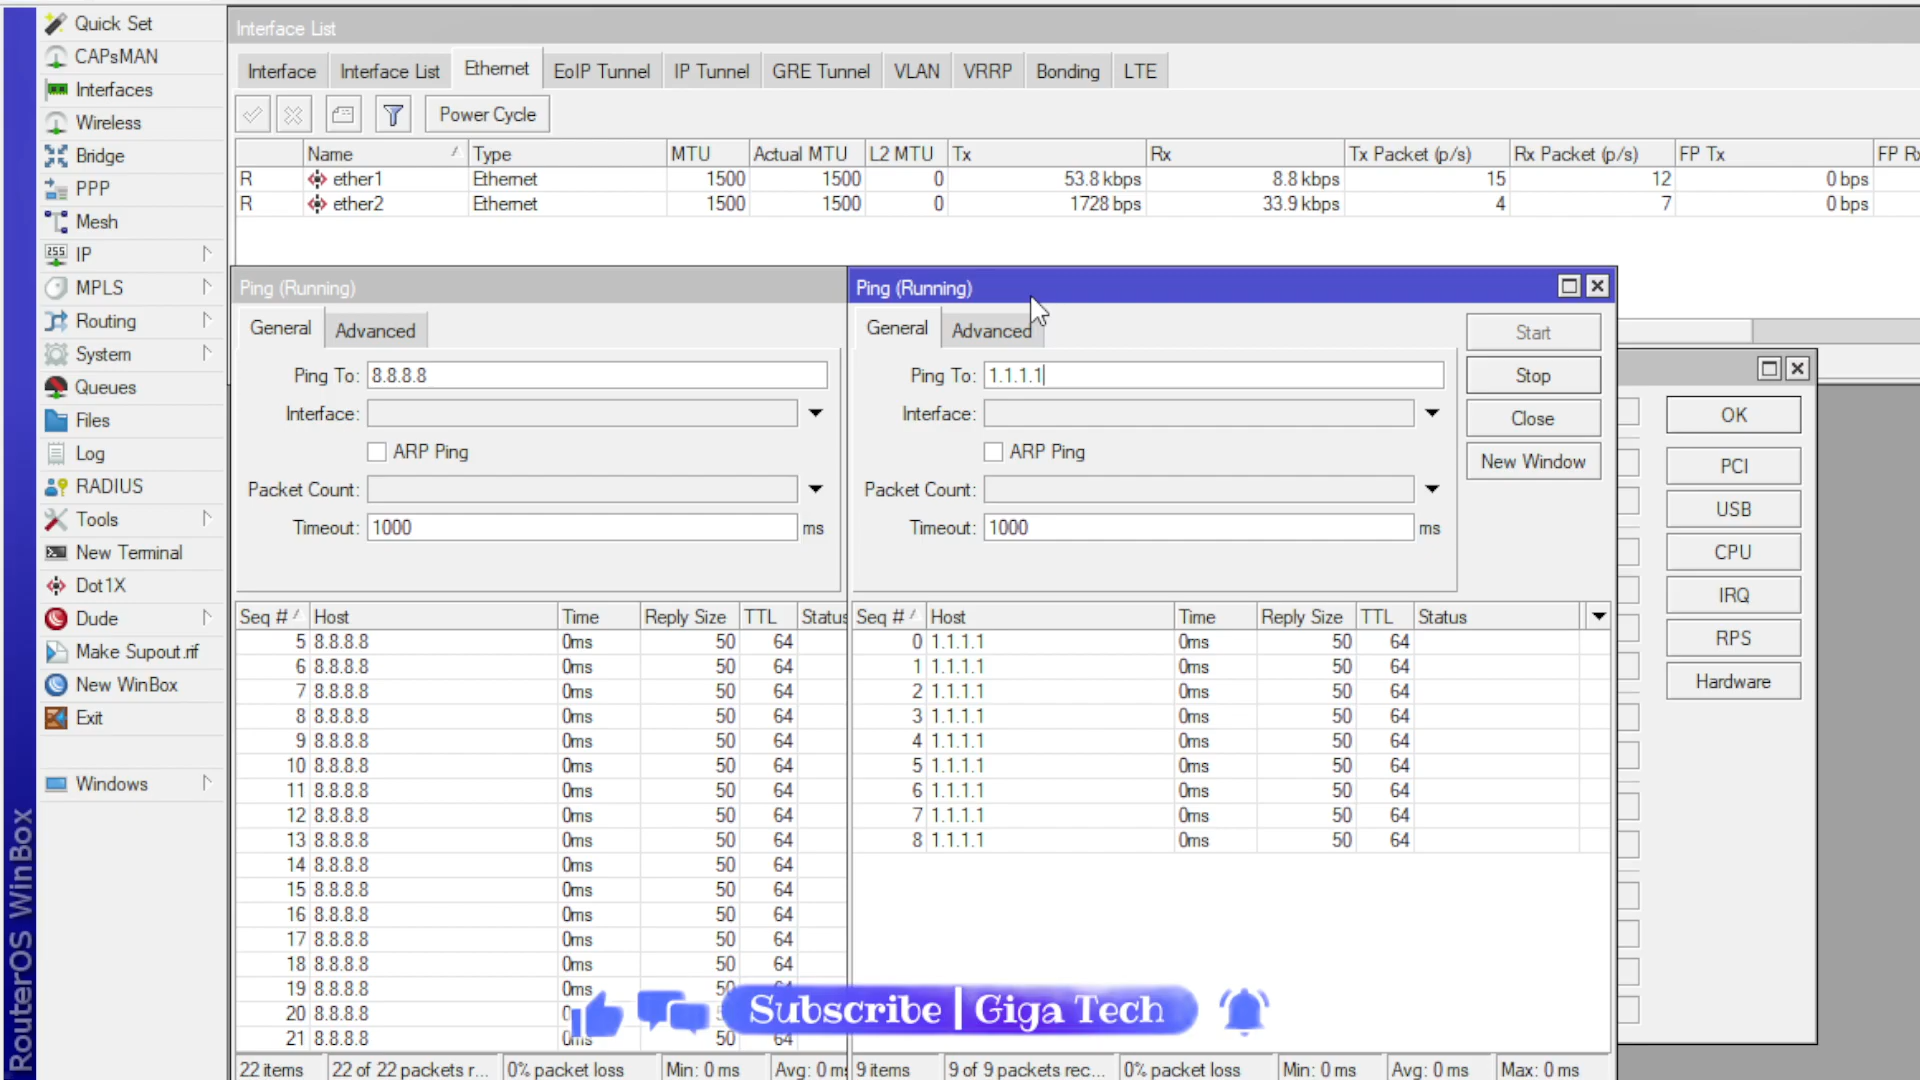 Quick Set
CAPsMAN
Interfaces
Wireless
Bridge
PPP
Mesh
IP
MPLS
Routing
System
Queues
Files
Log
RADIUS
Tools
New Terminal
Dot1X
Dude
Make Supout.rif
New WinBox
Exit
Windows
RouterOS WinBox
Interface List
Interface Interface List Ethernet EoIP Tunnel IP Tunnel GRE Tunnel VLAN VRRP Bonding LTE
Power Cycle
Name Type MTU Actual MTU L2 MTU Tx Rx Tx Packet (p/s) Rx Packet (p/s) FP Tx FP Rx
R ether1 Ethernet 1500 1500 0 53.8 kbps 8.8 kbps 15 12 0 bps
R ether2 Ethernet 1500 1500 0 1728 bps 33.9 kbps 4 7 0 bps
Ping (Running)
General Advanced
Ping To: 8.8.8.8
Interface:
ARP Ping
Packet Count:
Timeout: 1000 ms
Seq # Host Time Reply Size TTL Status
5 8.8.8.8 0ms 50 64
6 8.8.8.8 0ms 50 64
7 8.8.8.8 0ms 50 64
8 8.8.8.8 0ms 50 64
9 8.8.8.8 0ms 50 64
10 8.8.8.8 0ms 50 64
11 8.8.8.8 0ms 50 64
12 8.8.8.8 0ms 50 64
13 8.8.8.8 0ms 50 64
14 8.8.8.8 0ms 50 64
15 8.8.8.8 0ms 50 64
16 8.8.8.8 0ms 50 64
17 8.8.8.8 0ms 50 64
18 8.8.8.8 0ms 50 64
19 8.8.8.8 0ms
20 8.8.8.8
21 8.8.8.8 0ms 50 64
22 items 22 of 22 packets r... 0% packet loss Min: 0 ms Avg: 0 ms
Ping (Running)
General Advanced
Ping To: 1.1.1.1
Interface:
ARP Ping
Packet Count:
Timeout: 1000 ms
Start
Stop
Close
New Window
Seq # Host Time Reply Size TTL Status
0 1.1.1.1 0ms 50 64
1 1.1.1.1 0ms 50 64
2 1.1.1.1 0ms 50 64
3 1.1.1.1 0ms 50 64
4 1.1.1.1 0ms 50 64
5 1.1.1.1 0ms 50 64
6 1.1.1.1 0ms 50 64
7 1.1.1.1 0ms 50 64
8 1.1.1.1 0ms 50 64
9 items 9 of 9 packets rec... 0% packet loss Min: 0 ms Avg: 0 ms Max: 0 ms
OK
PCI
USB
CPU
IRQ
RPS
Hardware
Subscribe | Giga Tech